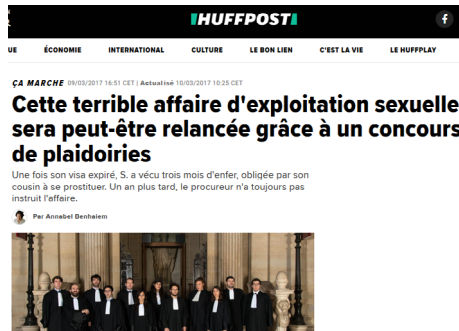 HUFFPOST
f
UE ÉCONOMIE INTERNATIONAL CULTURE LE BON LIEN C'EST LA VIE LE HUFFPLAY
ÇA MARCHE 09/03/2017 16:51 CET | Actualisé 10/03/2017 10:25 CET
Cette terrible affaire d'exploitation sexuelle
sera peut-être relancée grâce à un concours
de plaidoiries
Une fois son visa expiré, S. a vécu trois mois d'enfer, obligée par son
cousin à se prostituer. Un an plus tard, le procureur n'a toujours pas
instruit l'affaire.
Par Annabel Benhaiem